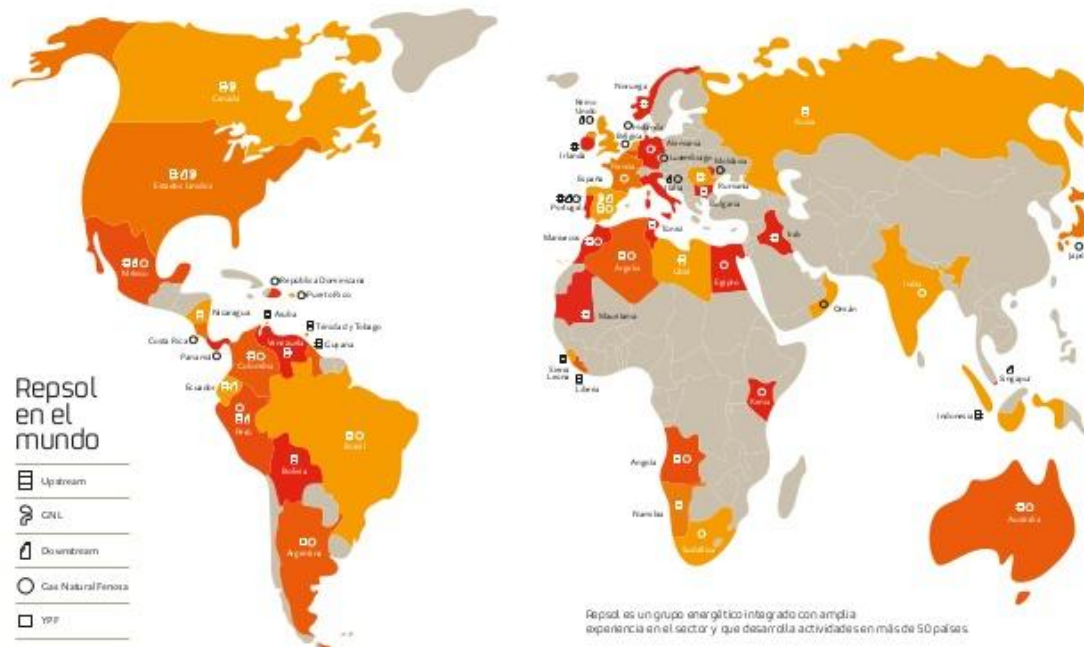 Repsol
en el
mundo
Upstream
GNL
Downstream
Gas Natural Fenosa
YPF
Canadá
Estados Unidos
México
República Dominicana
Puerto Rico
Nicaragua
Aruba
Trinidad y Tobago
Costa Rica
Venezuela
Guyana
Panamá
Colombia
Ecuador
Perú
Brasil
Bolivia
Argentina
Noruega
Reino
Unido
Holanda
Bélgica
Irlanda
Alemania
Luxemburgo
Moldavia
Francia
España
Italia
Rumanía
Portugal
Bulgaria
Rusia
Marruecos
Túnez
Irak
Argelia
Libia
Egipto
Japón
India
Omán
Mauritania
Sierra
Leona
Liberia
Kenia
Singapur
Indonesia
Angola
Namibia
Sudáfrica
Australia
Repsol es un grupo energético integrado con amplia
experiencia en el sector y que desarrolla actividades en más de 50 países.